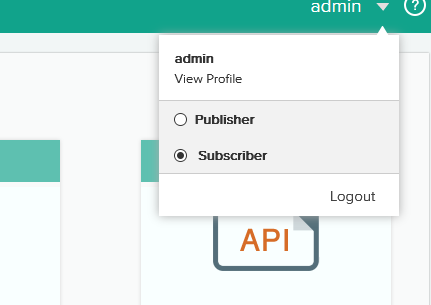 admin
?
admin
View Profile
Publisher
Subscriber
Logout
API